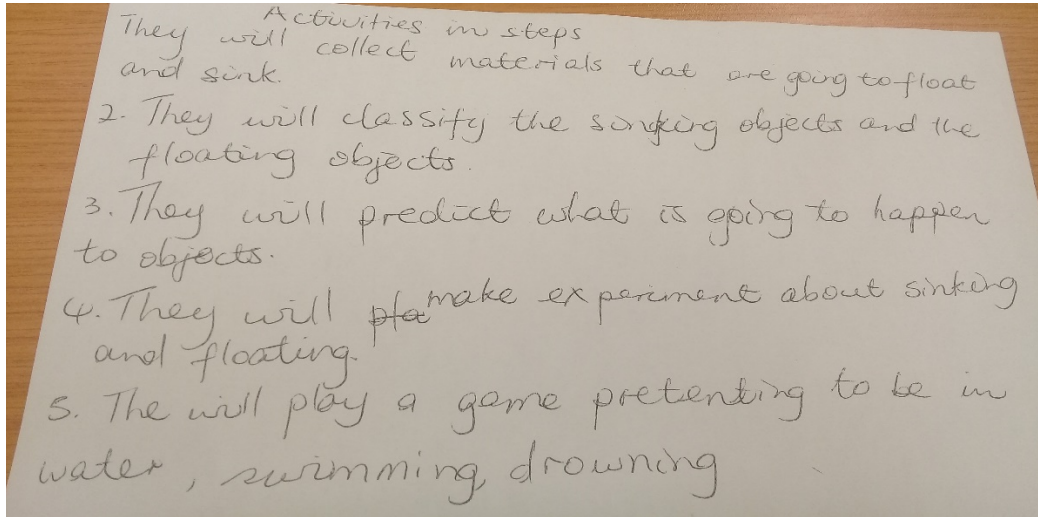 Activities in steps
They will collect materials that are going to float
and sink.
2. They will classify the sinking objects and the
floating objects.
3. They will predict what is going to happen
to objects.
4. They will pla make experiment about sinking
and floating.
5. The will play a game pretenting to be in
water, swimming, drowning